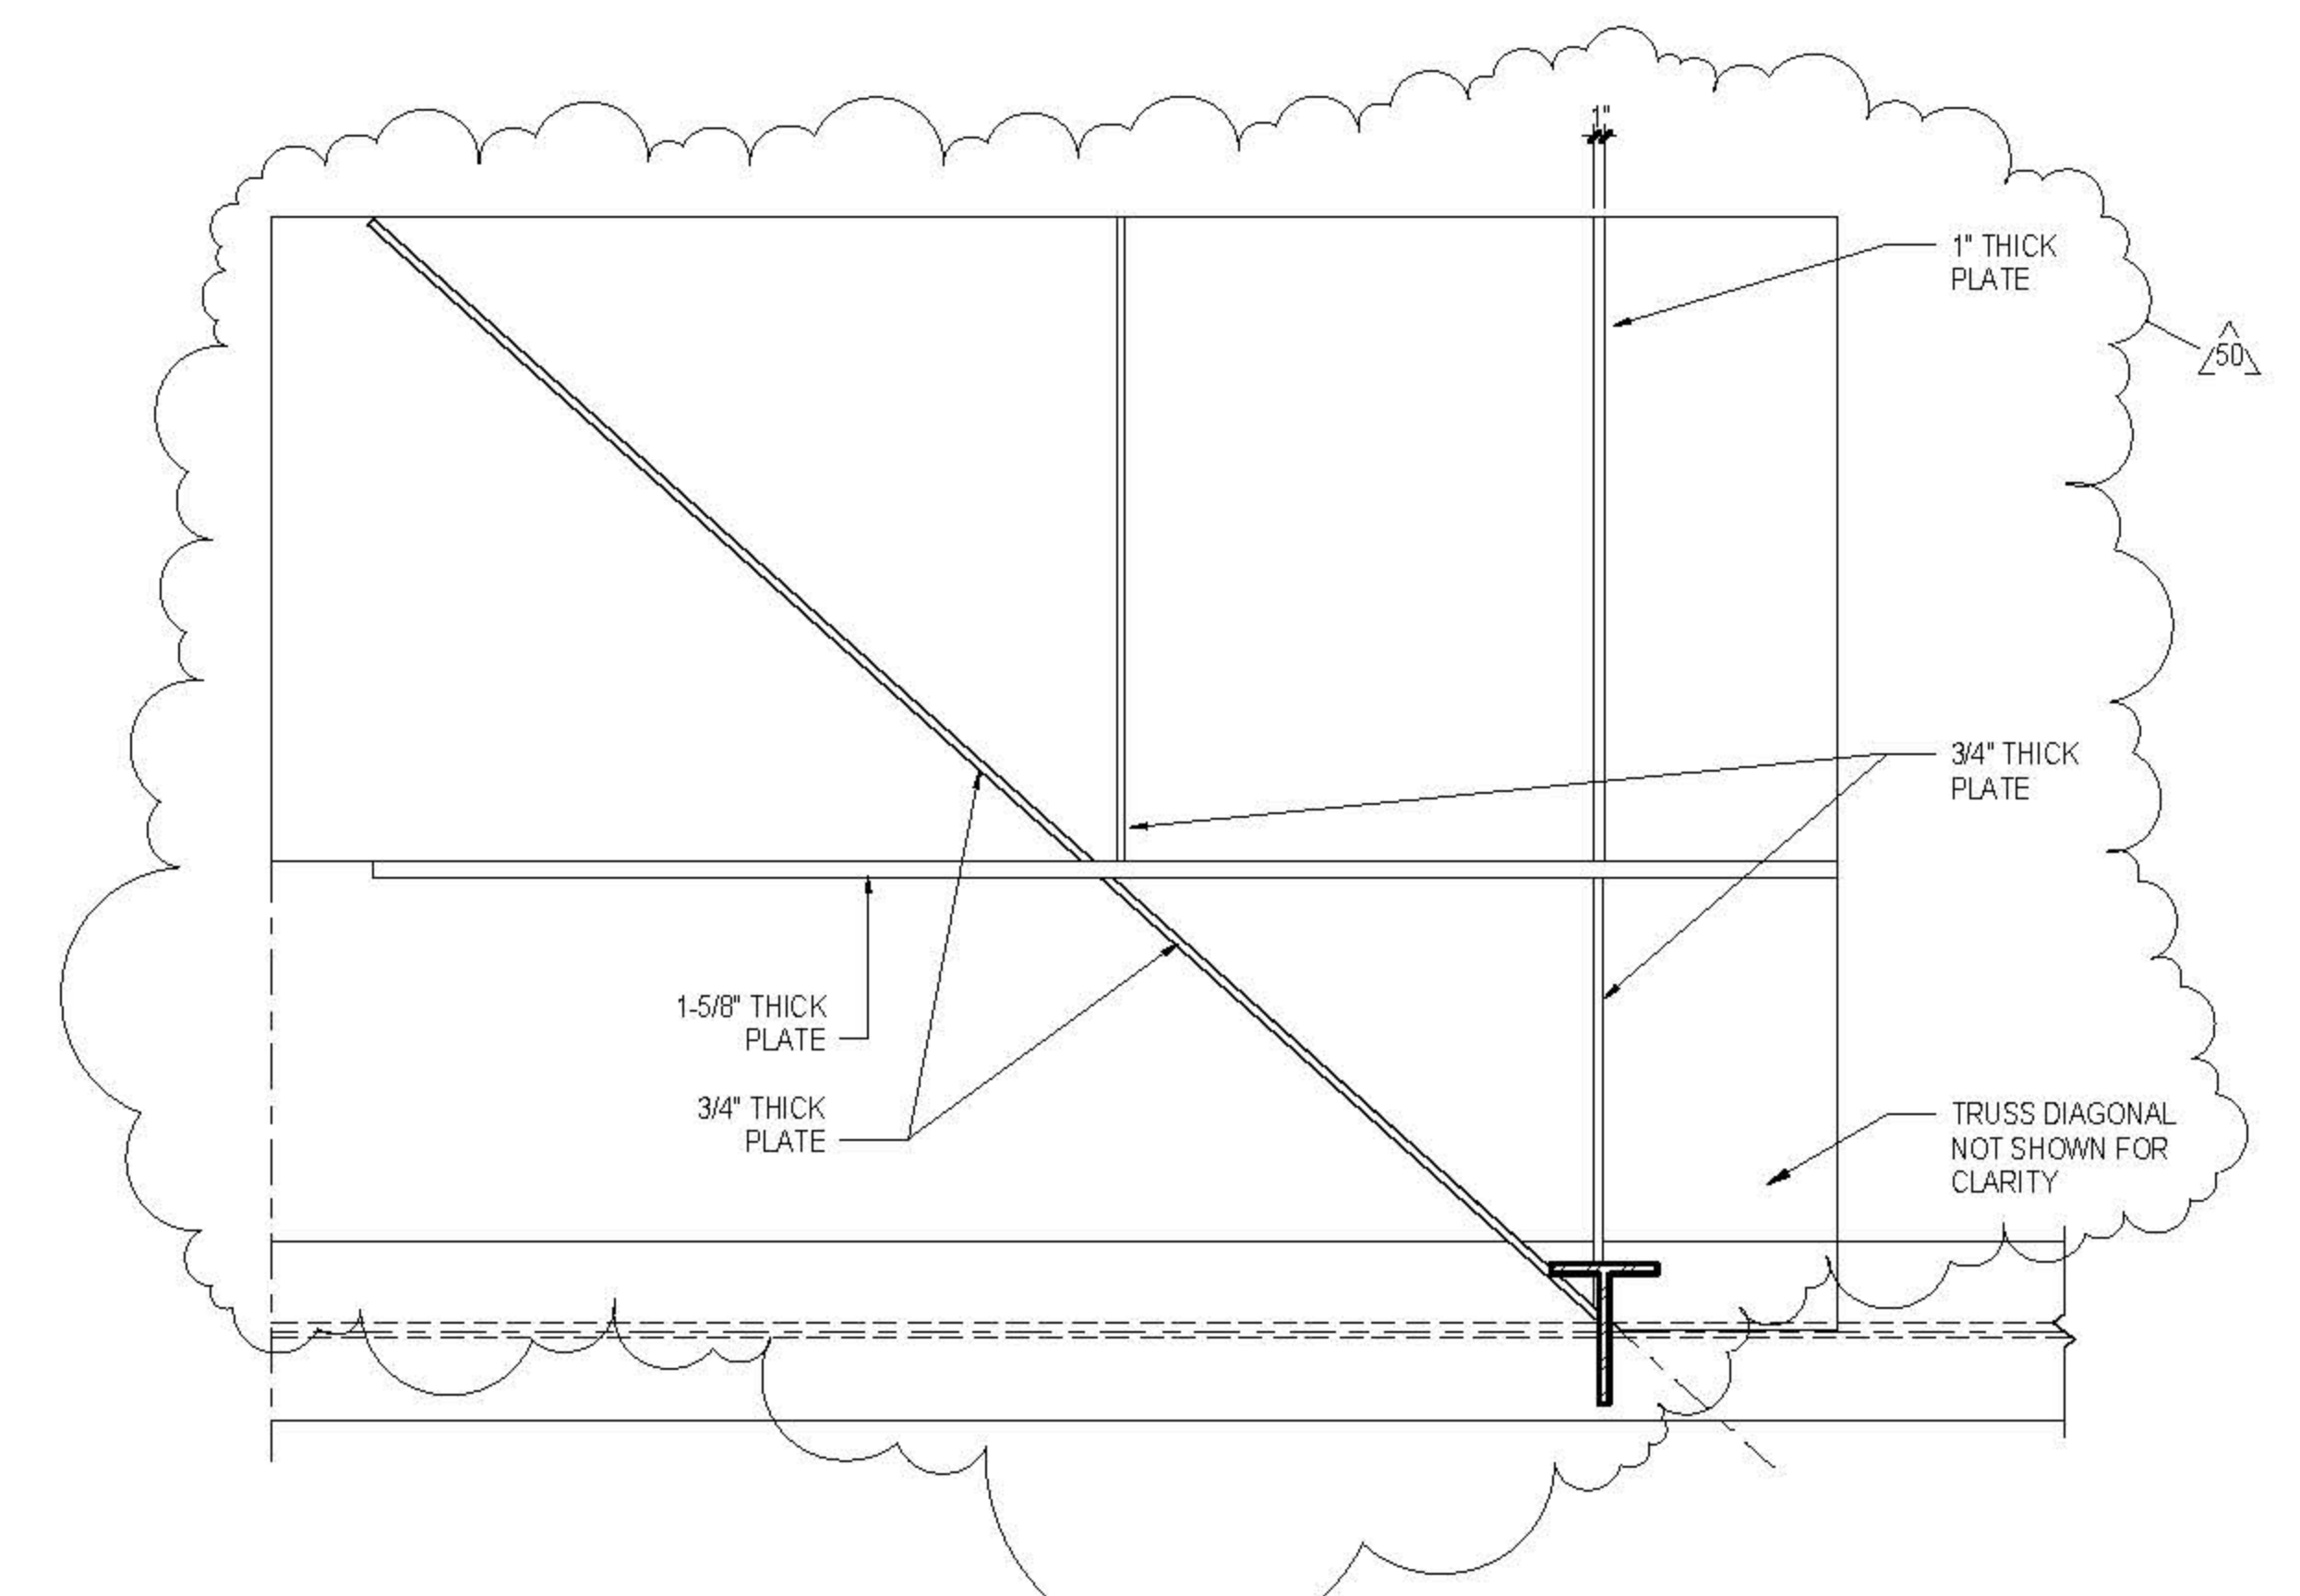 1"
1" THICK
PLATE
50
3/4" THICK
PLATE
1-5/8" THICK
PLATE
3/4" THICK
PLATE
TRUSS DIAGONAL
NOT SHOWN FOR
CLARITY